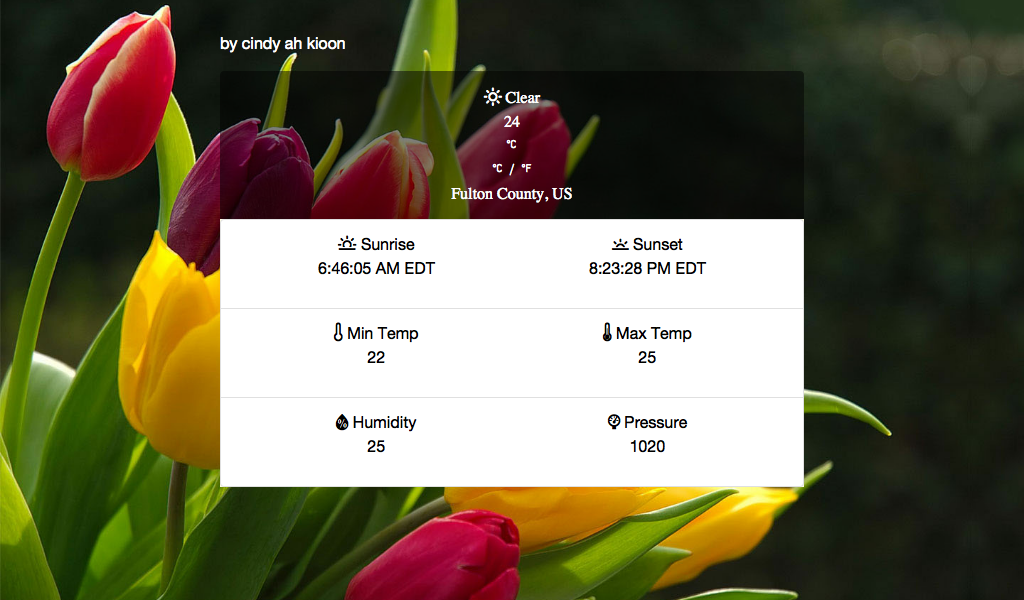 by cindy ah kioon
Clear
24
°C
°C / °F
Fulton County, US
Sunrise
6:46:05 AM EDT
Sunset
8:23:28 PM EDT
Min Temp
22
Max Temp
25
Humidity
25
Pressure
1020